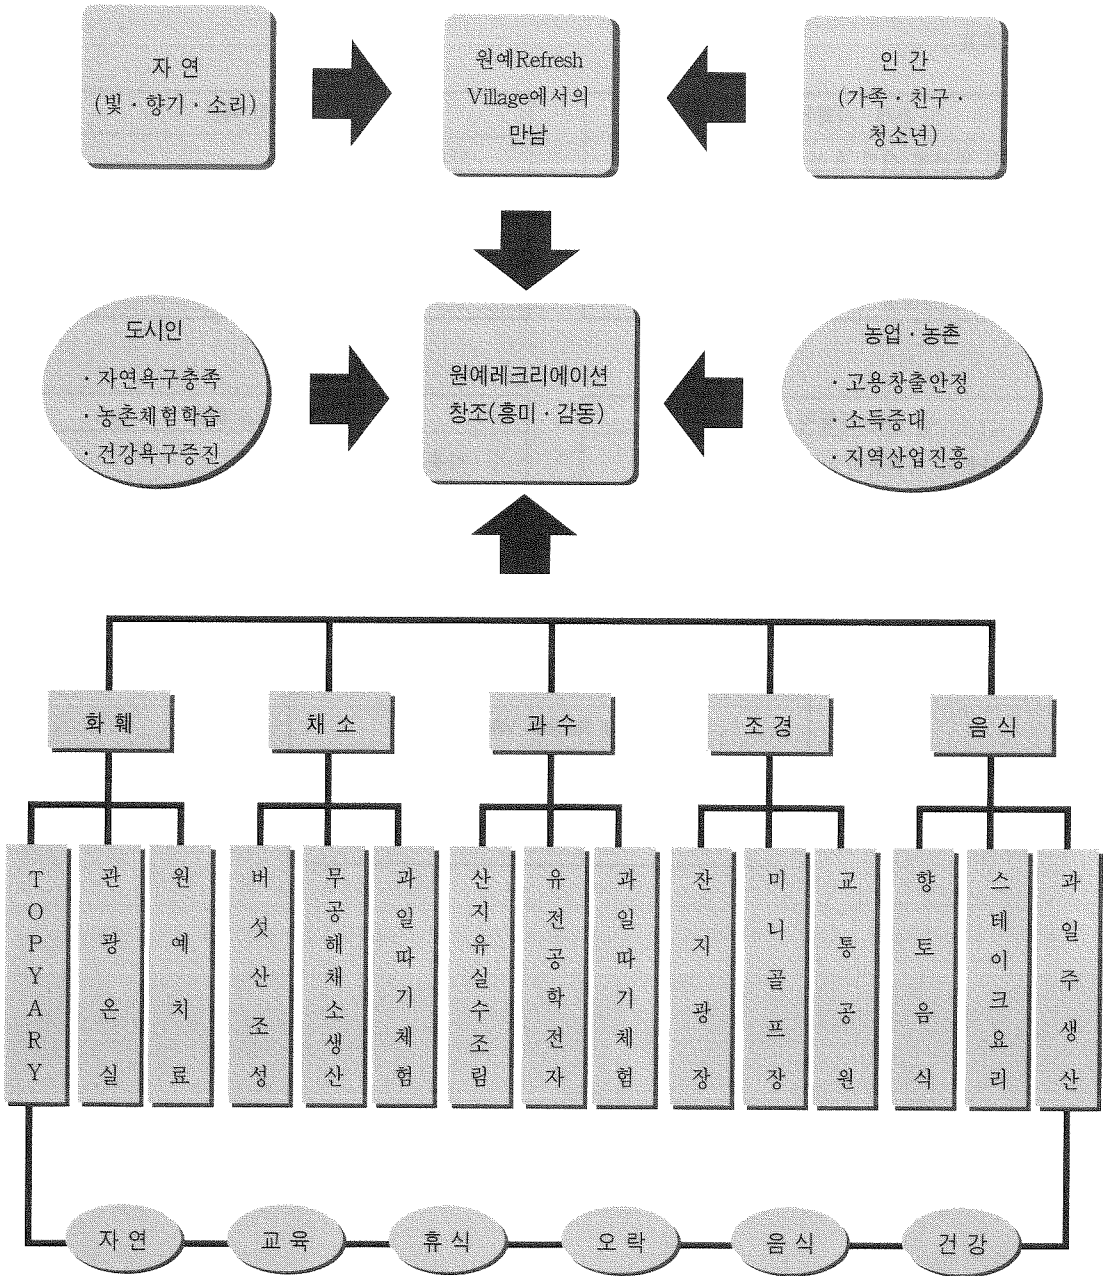 자 연
(빛 · 향기 · 소리)
원예Refresh
Village에서의
만남
인 간
(가족 · 친구 ·
청소년)
도시인
· 자연욕구충족
· 농촌체험학습
· 건강욕구증진
원예레크리에이션
창조(흥미 · 감동)
농업 · 농촌
· 고용창출안정
· 소득증대
· 지역산업진흥
화 훼
채 소
과 수
조 경
음 식
TOPYARY
관광온실
원예치료
버섯산조성
무공해채소생산
과일따기체험
산지유실수조림
유전공학전자
과일따기체험
잔지광장
미니골프장
교통공원
향토음식
스테이크요리
과일주생산
자 연
교 육
휴 식
오 락
음 식
건 강